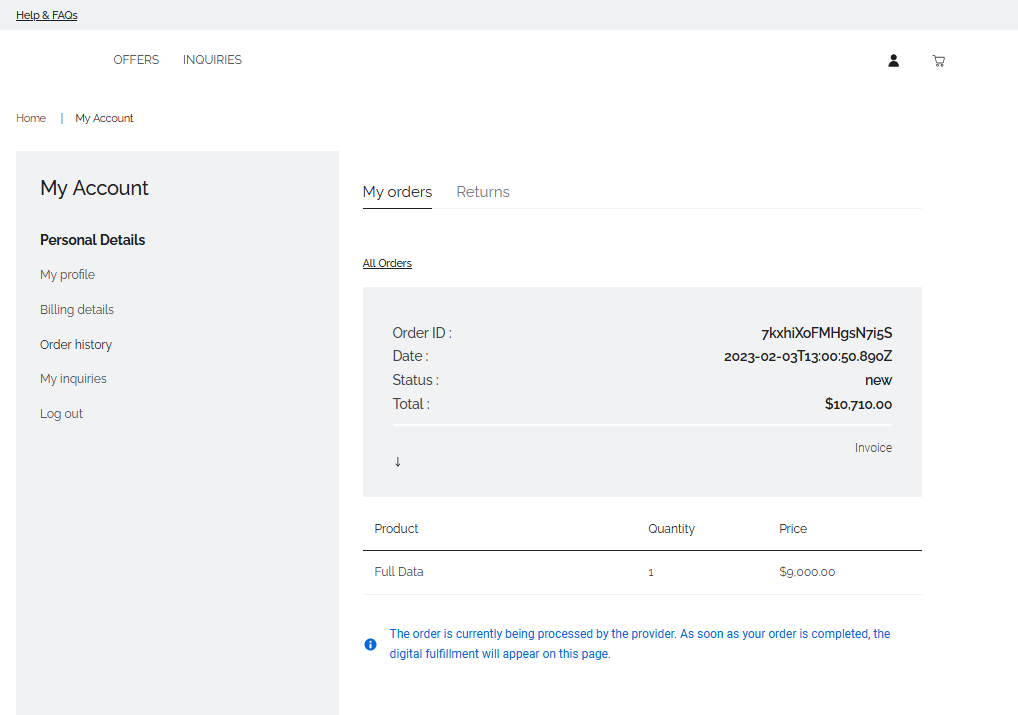 Help & FAQs
OFFERS INQUIRIES
Home | My Account
My Account
Personal Details
My profile
Billing details
Order history
My inquiries
Log out
My orders Returns
All Orders
Order ID : 7kxhiXoFMHgsN7i5S
Date : 2023-02-03T13:00:50.890Z
Status : new
Total : $10,710.00
Invoice
↓
Product Quantity Price
Full Data 1 $9,000.00
The order is currently being processed by the provider. As soon as your order is completed, the
digital fulfillment will appear on this page.